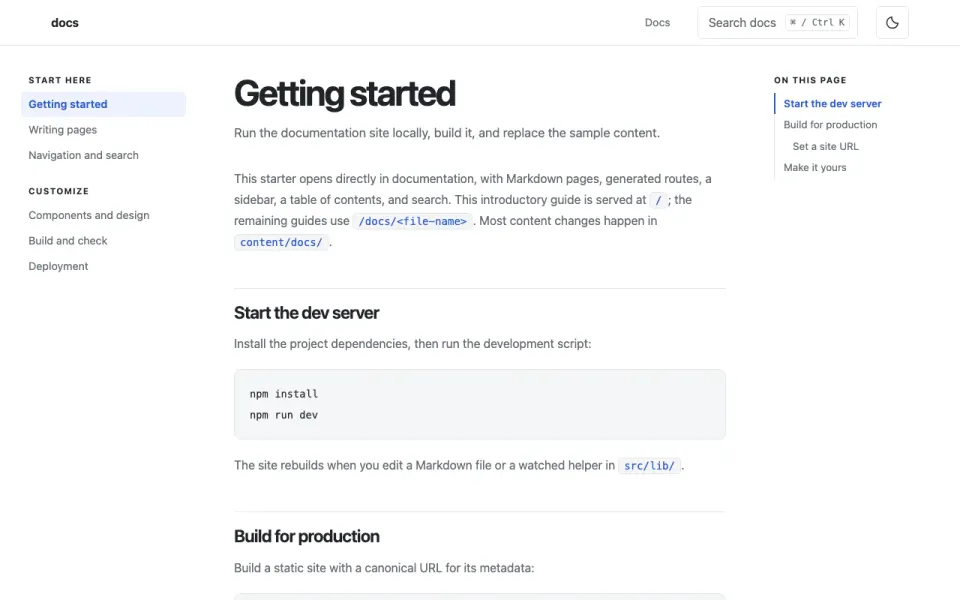 docs
Docs
Search docs
⌘ / Ctrl K
START HERE
Getting started
Writing pages
Navigation and search
CUSTOMIZE
Components and design
Build and check
Deployment
Getting started
Run the documentation site locally, build it, and replace the sample content.
This starter opens directly in documentation, with Markdown pages, generated routes, a
sidebar, a table of contents, and search. This introductory guide is served at / ; the
remaining guides use /docs/<file-name> . Most content changes happen in
content/docs/ .
Start the dev server
Install the project dependencies, then run the development script:
npm install
npm run dev
The site rebuilds when you edit a Markdown file or a watched helper in src/lib/ .
Build for production
Build a static site with a canonical URL for its metadata:
ON THIS PAGE
Start the dev server
Build for production
Set a site URL
Make it yours